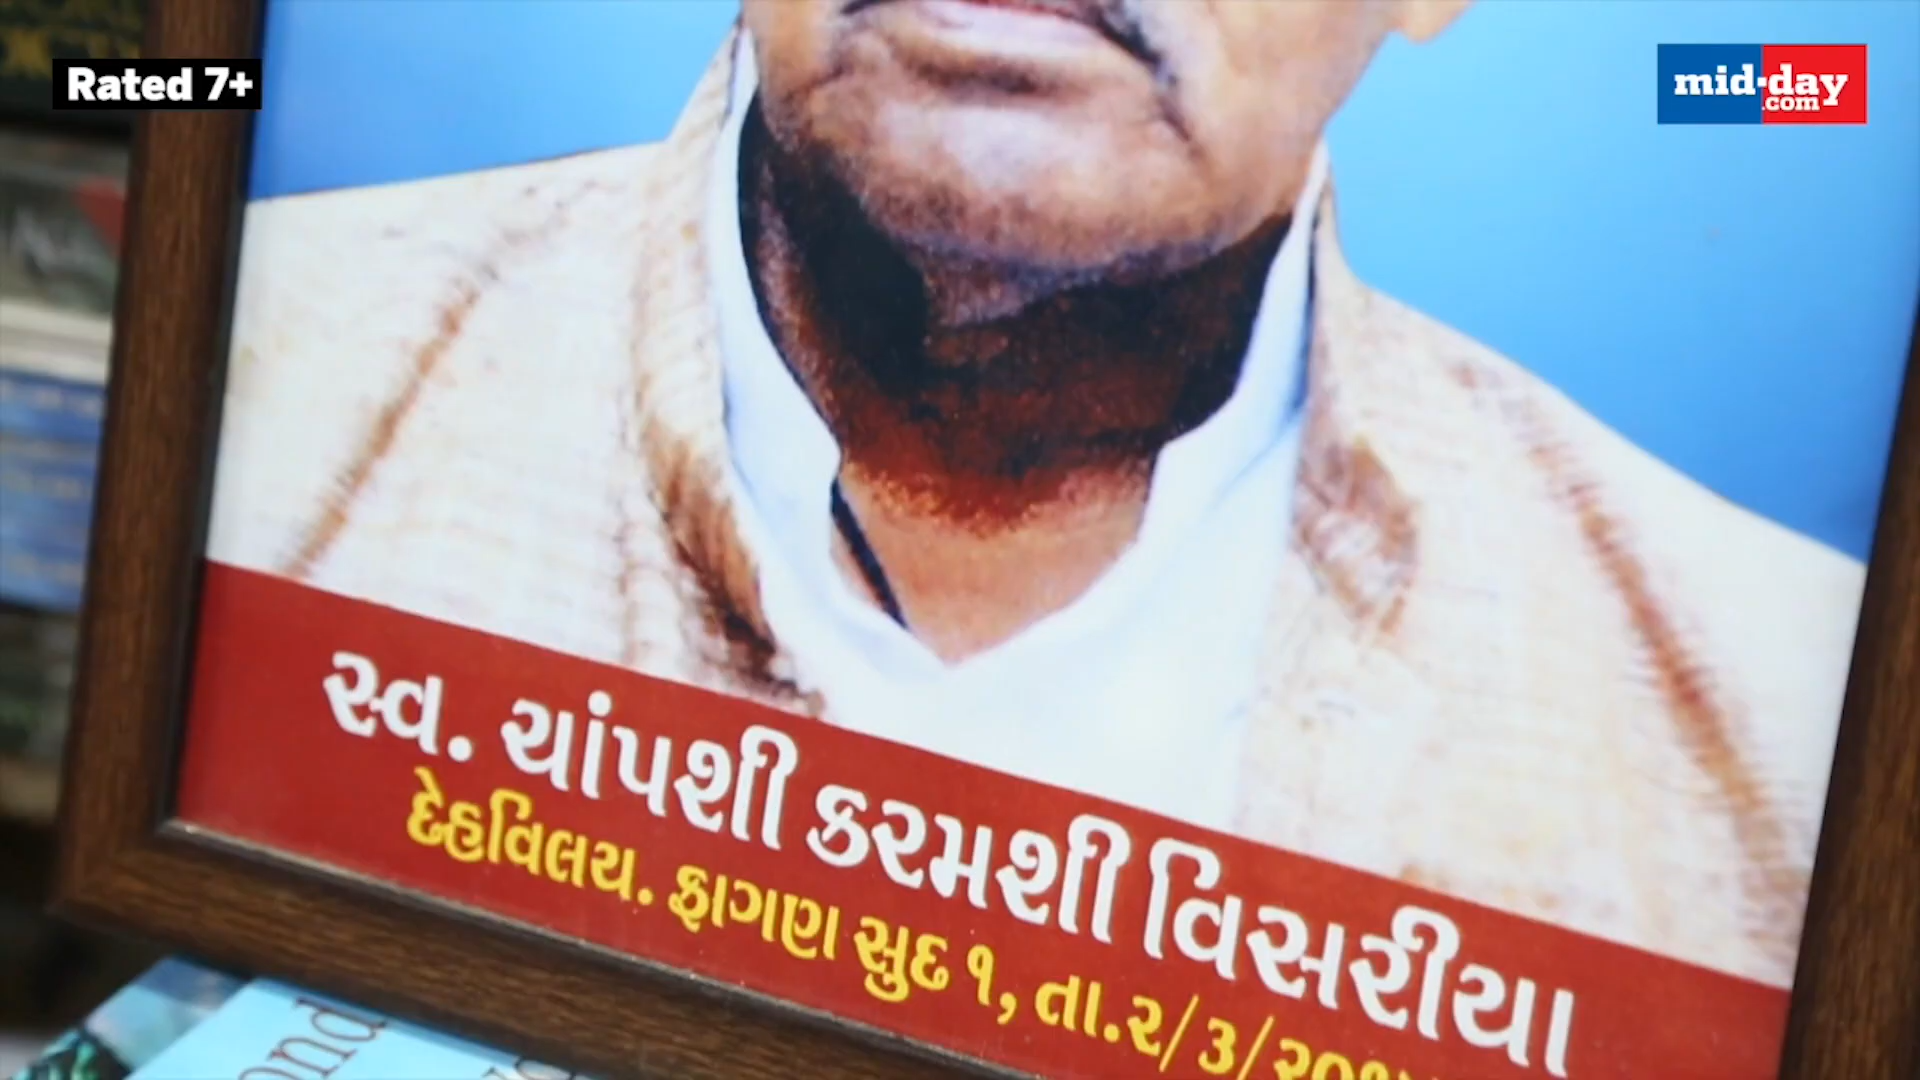 Rated 7+
mid-day
.com
સ્વ. ચાંપશી કરમશી વિસરીયા
દેહવિલય. ફાગણ સુદ ૧, તા.૨/૩/